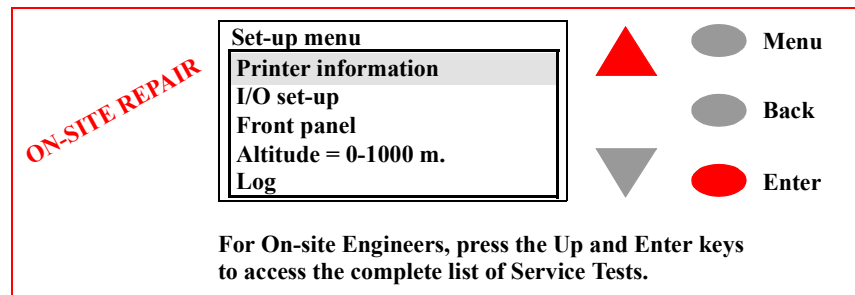 ON-SITE REPAIR
Set-up menu
Printer information
I/O set-up
Front panel
Altitude = 0-1000 m.
Log
Menu
Back
Enter
For On-site Engineers, press the Up and Enter keys
to access the complete list of Service Tests.